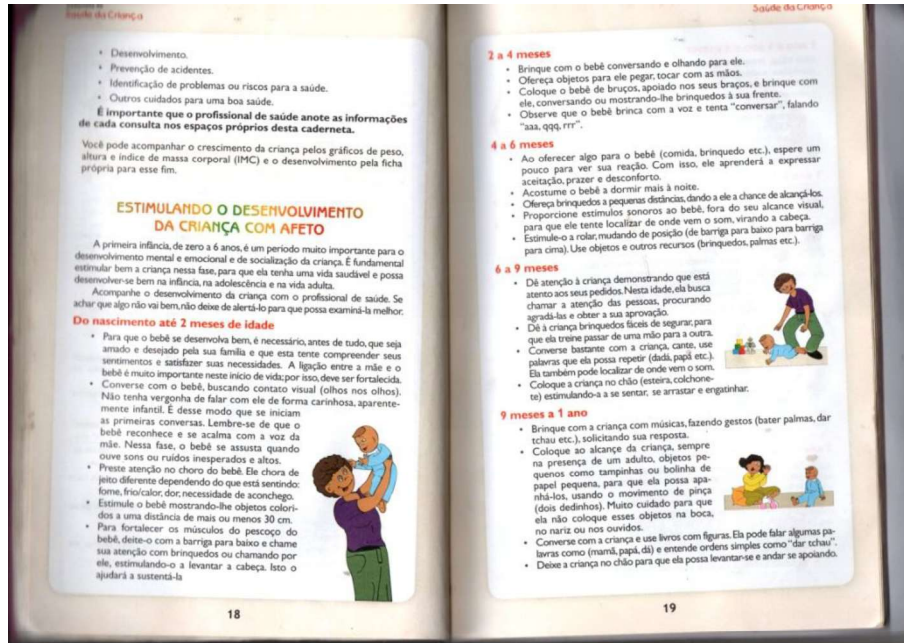 Saúde da Criança
• Desenvolvimento.
• Prevenção de acidentes.
• Identificação de problemas ou riscos para a saúde.
• Outros cuidados para uma boa saúde.
É importante que o profissional de saúde anote as informações
de cada consulta nos espaços próprios desta caderneta.
Você pode acompanhar o crescimento da criança pelos gráficos de peso,
altura e índice de massa corporal (IMC) e o desenvolvimento pela ficha
própria para esse fim.
ESTIMULANDO O DESENVOLVIMENTO
DA CRIANÇA COM AFETO
A primeira infância, de zero a 6 anos, é um período muito importante para o
desenvolvimento mental e emocional e de socialização da criança. É fundamental
estimular bem a criança nessa fase, para que ela tenha uma vida saudável e possa
desenvolver-se bem na infância, na adolescência e na vida adulta.
Acompanhe o desenvolvimento da criança com o profissional de saúde. Se
achar que algo não vai bem, não deixe de alertá-lo para que possa examiná-la melhor.
Do nascimento até 2 meses de idade
• Para que o bebê se desenvolva bem, é necessário, antes de tudo, que seja
amado e desejado pela sua família e que esta tente compreender seus
sentimentos e satisfazer suas necessidades. A ligação entre a mãe e o
bebê é muito importante neste início de vida; por isso, deve ser fortalecida.
• Converse com o bebê, buscando contato visual (olhos nos olhos).
Não tenha vergonha de falar com ele de forma carinhosa, aparente-
mente infantil. É desse modo que se iniciam
as primeiras conversas. Lembre-se de que o
bebê reconhece e se acalma com a voz da
mãe. Nessa fase, o bebê se assusta quando
ouve sons ou ruídos inesperados e altos.
• Preste atenção no choro do bebê. Ele chora de
jeito diferente dependendo do que está sentindo:
fome, frio/calor, dor, necessidade de aconchego.
• Estimule o bebê mostrando-lhe objetos colori-
dos a uma distância de mais ou menos 30 cm.
• Para fortalecer os músculos do pescoço do
bebê, deite-o com a barriga para baixo e chame
sua atenção com brinquedos ou chamando por
ele, estimulando-o a levantar a cabeça. Isto o
ajudará a sustentá-la
18
Saúde da Criança
2 a 4 meses
• Brinque com o bebê conversando e olhando para ele.
• Ofereça objetos para ele pegar, tocar com as mãos.
• Coloque o bebê de bruços, apoiado nos seus braços, e brinque com
ele, conversando ou mostrando-lhe brinquedos à sua frente.
• Observe que o bebê brinca com a voz e tenta “conversar”, falando
“aaa, qqq, rrr”.
4 a 6 meses
• Ao oferecer algo para o bebê (comida, brinquedo etc.), espere um
pouco para ver sua reação. Com isso, ele aprenderá a expressar
aceitação, prazer e desconforto.
• Acostume o bebê a dormir mais à noite.
• Ofereça brinquedos a pequenas distâncias, dando a ele a chance de alcançá-los.
• Proporcione estímulos sonoros ao bebê, fora do seu alcance visual,
para que ele tente localizar de onde vem o som, virando a cabeça.
• Estimule-o a rolar, mudando de posição (de barriga para baixo para barriga
para cima). Use objetos e outros recursos (brinquedos, palmas etc.).
6 a 9 meses
• Dê atenção à criança demonstrando que está
atento aos seus pedidos. Nesta idade, ela busca
chamar a atenção das pessoas, procurando
agradá-las e obter a sua aprovação.
• Dê à criança brinquedos fáceis de segurar, para
que ela treine passar de uma mão para a outra.
• Converse bastante com a criança, cante, use
palavras que ela possa repetir (dadá, papá etc.).
Ela também pode localizar de onde vem o som.
• Coloque a criança no chão (esteira, colchone-
te) estimulando-a a se sentar, se arrastar e engatinhar.
9 meses a 1 ano
• Brinque com a criança com músicas, fazendo gestos (bater palmas, dar
tchau etc.), solicitando sua resposta.
• Coloque ao alcance da criança, sempre
na presença de um adulto, objetos pe-
quenos como tampinhas ou bolinha de
papel pequena, para que ela possa apa-
nhá-los, usando o movimento de pinça
(dois dedinhos). Muito cuidado para que
ela não coloque esses objetos na boca,
no nariz ou nos ouvidos.
• Converse com a criança e use livros com figuras. Ela pode falar algumas pa-
lavras como (mamã, papá, dá) e entende ordens simples como “dar tchau”.
• Deixe a criança no chão para que ela possa levantar-se e andar se apoiando.
19